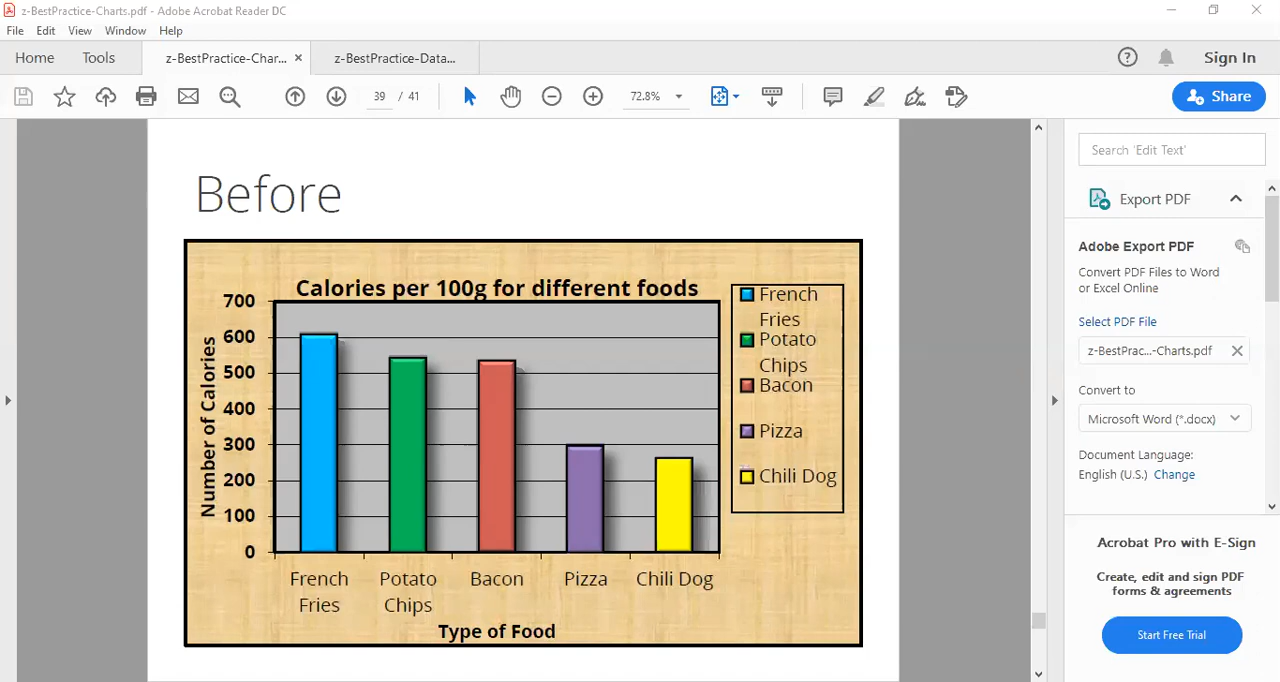 z-BestPractice-Charts.pdf - Adobe Acrobat Reader DC
File Edit View Window Help
Home Tools z-BestPractice-Char... × z-BestPractice-Data... Sign In
39 / 41 72.8% Share
Before
Calories per 100g for different foods
Number of Calories
700
600
500
400
300
200
100
0
French
Fries
Potato
Chips
Bacon
Pizza
Chili Dog
Type of Food
French
Fries
Potato
Chips
Bacon
Pizza
Chili Dog
Search 'Edit Text'
Export PDF
Adobe Export PDF
Convert PDF Files to Word
or Excel Online
Select PDF File
z-BestPrac...-Charts.pdf
Convert to
Microsoft Word (*.docx)
Document Language:
English (U.S.) Change
Acrobat Pro with E-Sign
Create, edit and sign PDF
forms & agreements
Start Free Trial